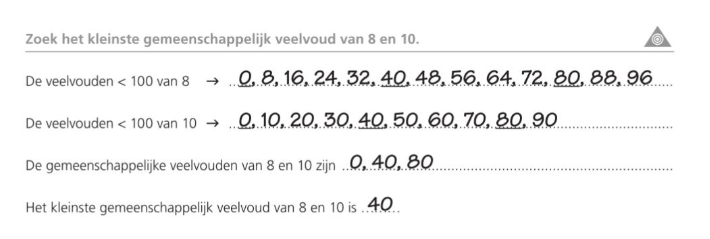 Zoek het kleinste gemeenschappelijk veelvoud van 8 en 10.
De veelvouden < 100 van 8 → 0, 8, 16, 24, 32, 40, 48, 56, 64, 72, 80, 88, 96
De veelvouden < 100 van 10 → 0, 10, 20, 30, 40, 50, 60, 70, 80, 90
De gemeenschappelijke veelvouden van 8 en 10 zijn 0, 40, 80
Het kleinste gemeenschappelijk veelvoud van 8 en 10 is 40